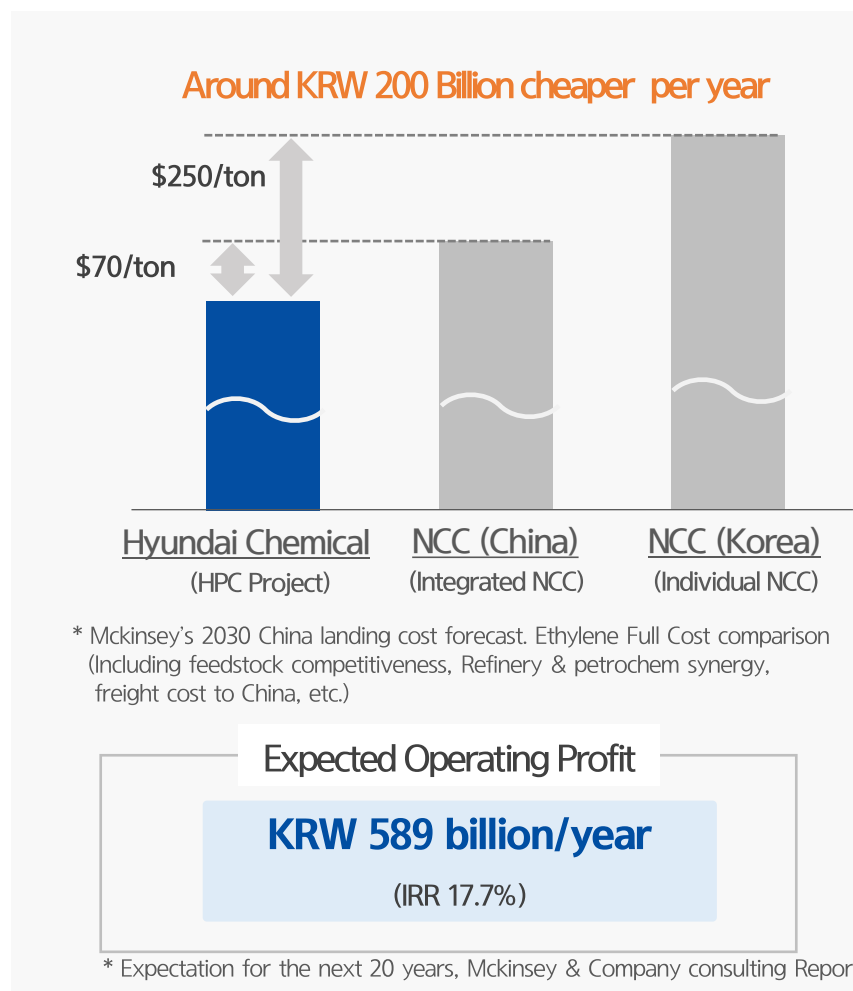 Around KRW 200 Billion cheaper per year
$250/ton
$70/ton
Hyundai Chemical
(HPC Project)
NCC (China)
(Integrated NCC)
NCC (Korea)
(Individual NCC)
* Mckinsey's 2030 China landing cost forecast. Ethylene Full Cost comparison
(Including feedstock competitiveness, Refinery & petrochem synergy,
freight cost to China, etc.)
Expected Operating Profit
KRW 589 billion/year
(IRR 17.7%)
* Expectation for the next 20 years, Mckinsey & Company consulting Repor